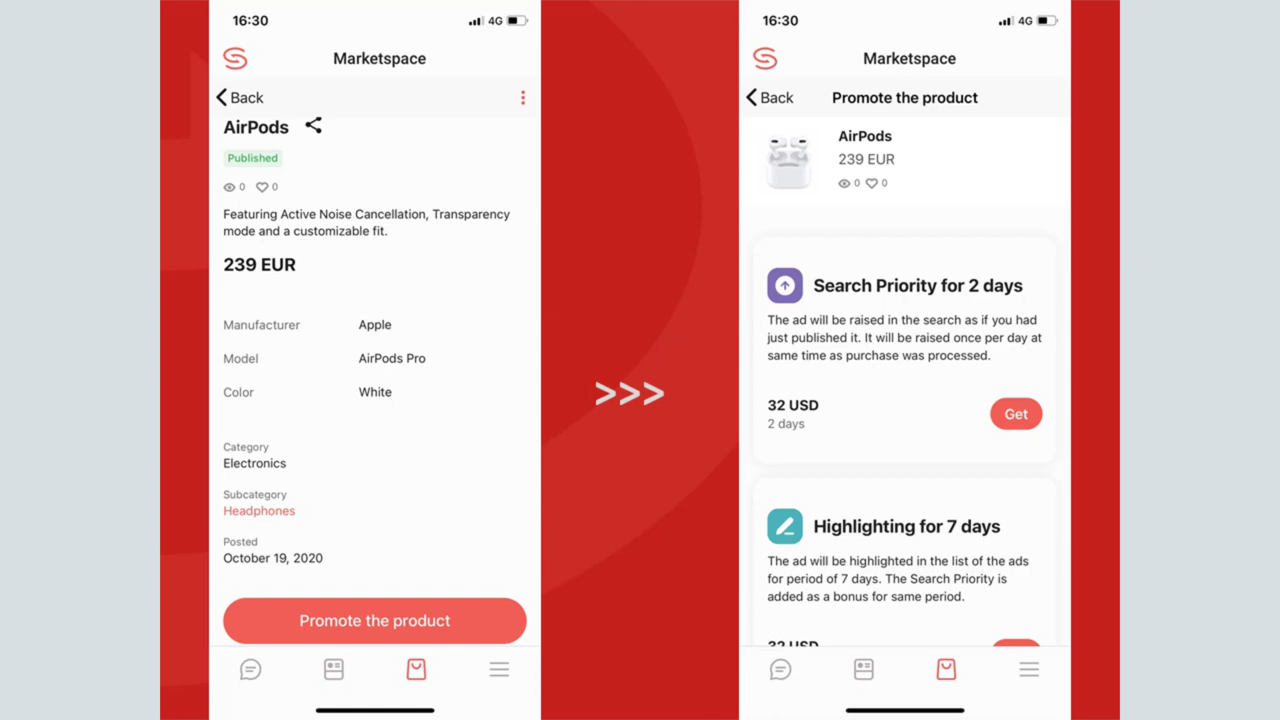 16:30
4G
Marketspace
Back
AirPods
Published
0 0
Featuring Active Noise Cancellation, Transparency
mode and a customizable fit.
239 EUR
Manufacturer Apple
Model AirPods Pro
Color White
Category
Electronics
Subcategory
Headphones
Posted
October 19, 2020
Promote the product
>>>
16:30
4G
Marketspace
Back
Promote the product
AirPods
239 EUR
0 0
Search Priority for 2 days
The ad will be raised in the search as if you had
just published it. It will be raised once per day at
same time as purchase was processed.
32 USD
2 days
Get
Highlighting for 7 days
The ad will be highlighted in the list of the ads
for period of 7 days. The Search Priority is
added as a bonus for same period.
32 USD